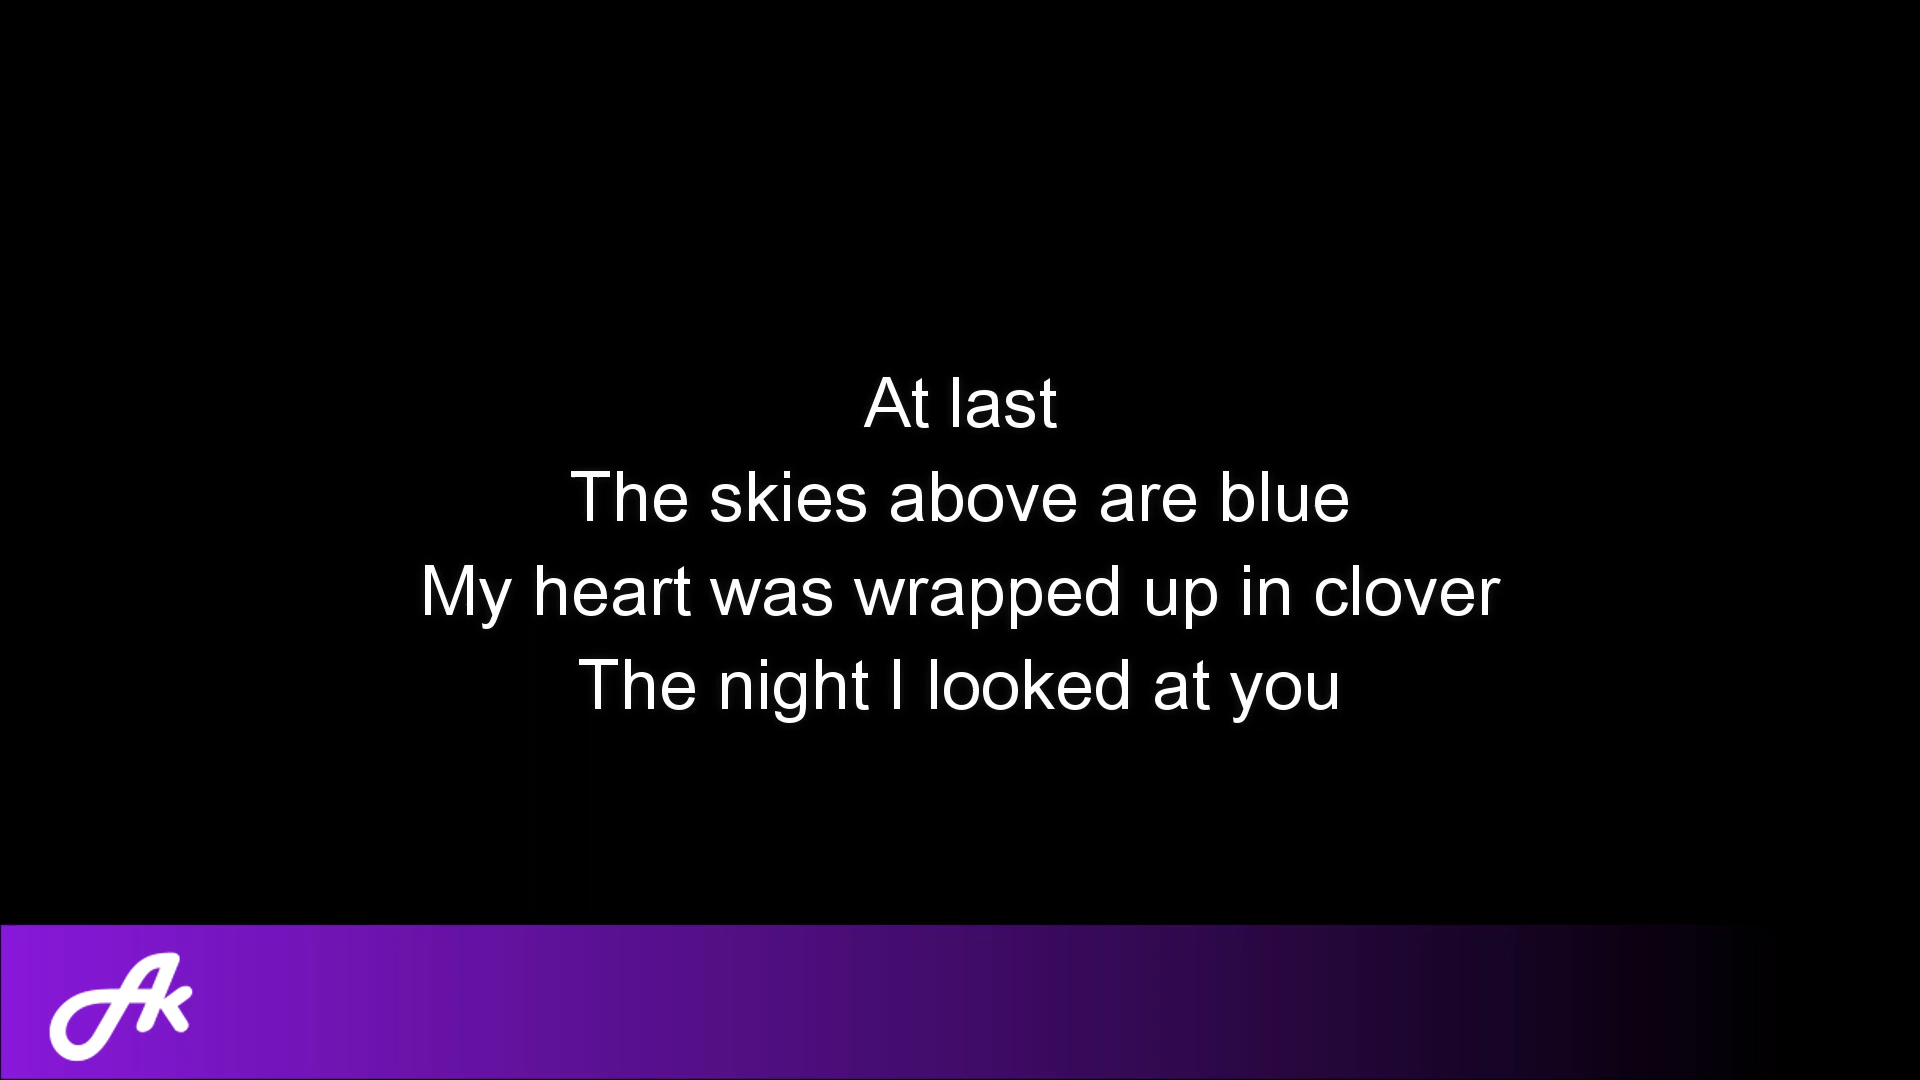 At last
The skies above are blue
My heart was wrapped up in clover
The night I looked at you
Ak